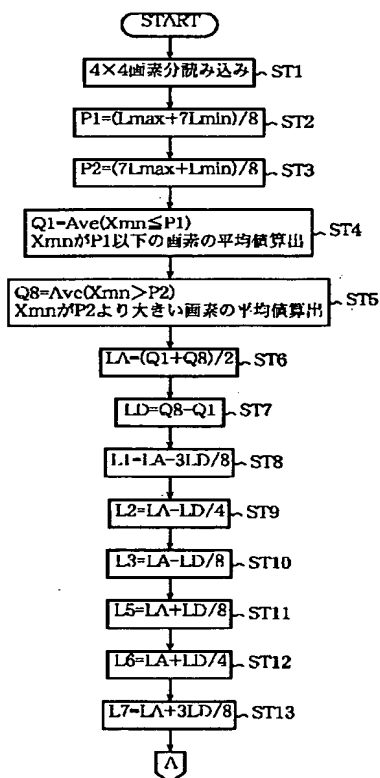 START
4×4画素分読み込み ST1
P1=(Lmax+7Lmin)/8 ST2
P2=(7Lmax+Lmin)/8 ST3
Q1=Ave(Xmn≦P1)
XmnがP1以下の画素の平均値算出 ST4
Q8=Ave(Xmn>P2)
XmnがP2より大きい画素の平均値算出 ST5
LA=(Q1+Q8)/2 ST6
LD=Q8-Q1 ST7
L1=LA-3LD/8 ST8
L2=LA-LD/4 ST9
L3=LA-LD/8 ST10
L5=LA+LD/8 ST11
L6=LA+LD/4 ST12
L7=LA+3LD/8 ST13
A